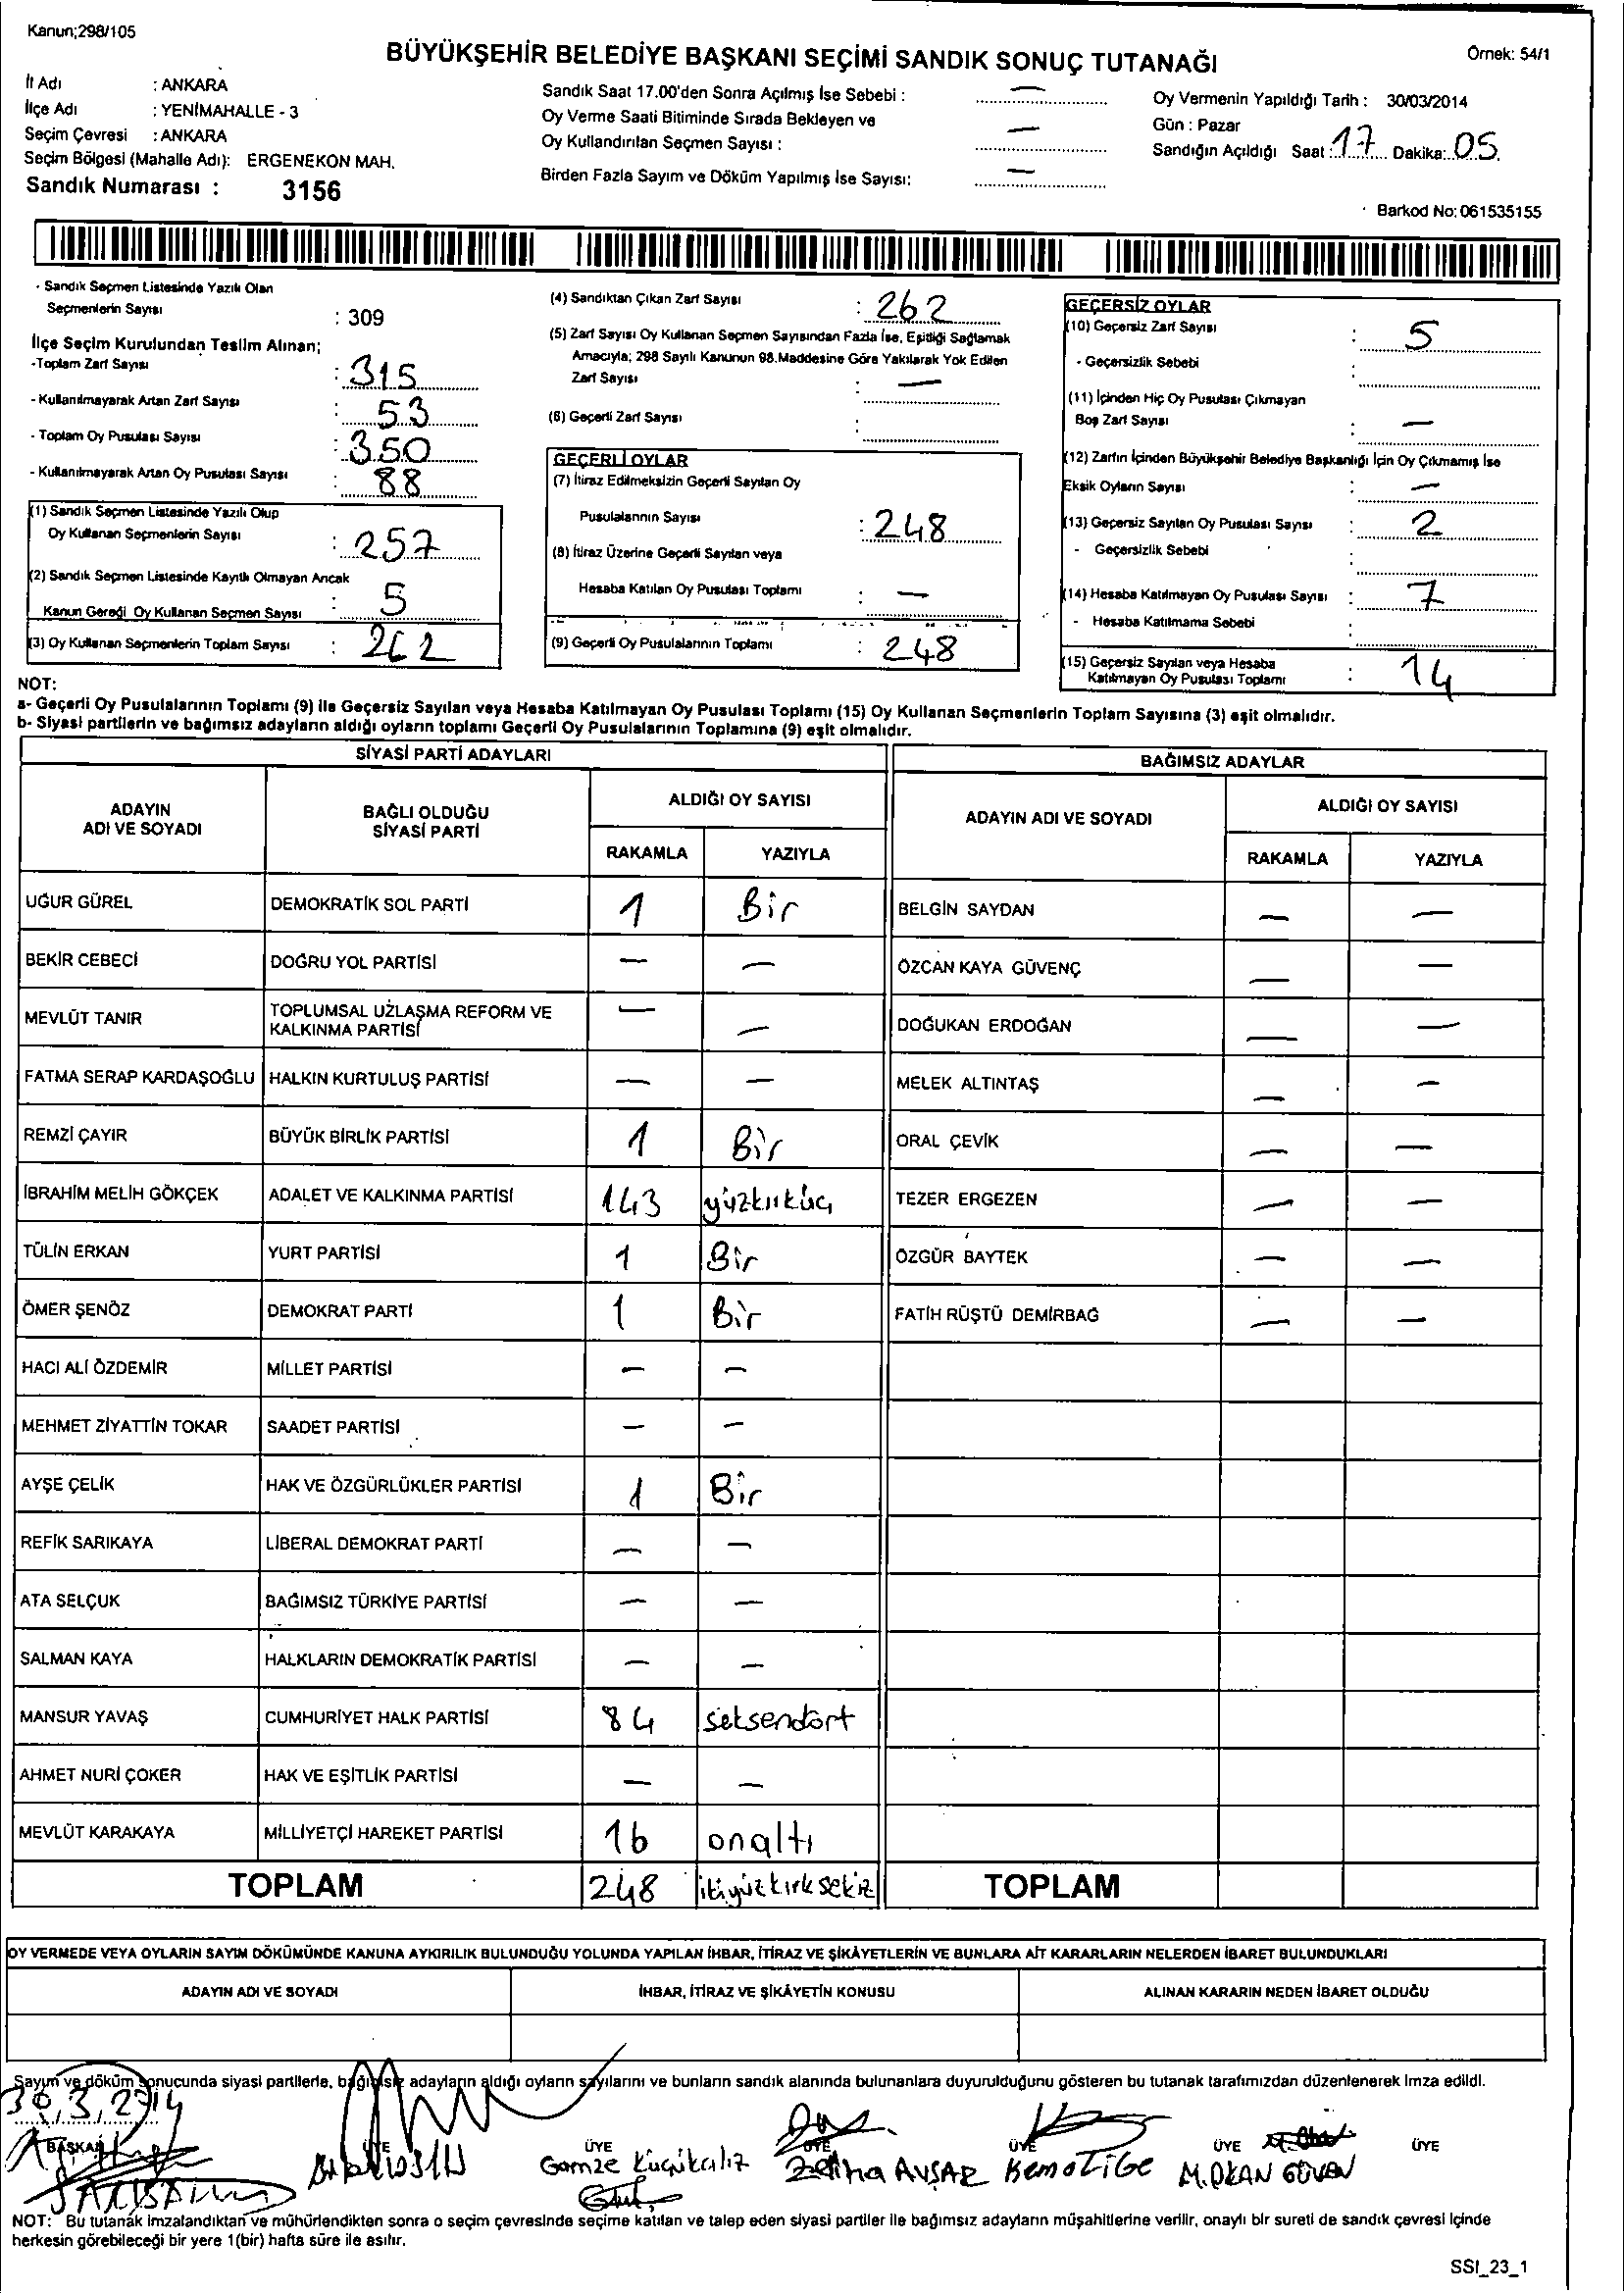 Kanun;298/105
BÜYÜKŞEHİR BELEDİYE BAŞKANI SEÇİMİ SANDIK SONUÇ TUTANAĞI
Örnek: 54/1
İl Adı : ANKARA
İlçe Adı : YENİMAHALLE - 3
Seçim Çevresi : ANKARA
Seçim Bölgesi (Mahalle Adı): ERGENEKON MAH.
Sandık Numarası : 3156
Sandık Saat 17.00'den Sonra Açılmış İse Sebebi : —
Oy Verme Saati Bitiminde Sırada Bekleyen ve
Oy Kullandırılan Seçmen Sayısı : —
Birden Fazla Sayım ve Döküm Yapılmış İse Sayısı: —
Oy Vermenin Yapıldığı Tarih : 30/03/2014
Gün : Pazar
Sandığın Açıldığı Saat : 17 Dakika: 05
Barkod No: 061535155
- Sandık Seçmen Listesinde Yazılı Olan
Seçmenlerin Sayısı : 309
İlçe Seçim Kurulundan Teslim Alınan;
-Toplam Zarf Sayısı : 315
- Kullanılmayarak Artan Zarf Sayısı : 53
- Toplam Oy Pusulası Sayısı : 350
- Kullanılmayarak Artan Oy Pusulası Sayısı : 88
(1) Sandık Seçmen Listesinde Yazılı Olup
Oy Kullanan Seçmenlerin Sayısı : 257
(2) Sandık Seçmen Listesinde Kayıtlı Olmayan Ancak
Kanun Gereği Oy Kullanan Seçmen Sayısı : 5
(3) Oy Kullanan Seçmenlerin Toplam Sayısı : 262
(4) Sandıktan Çıkan Zarf Sayısı : 262
(5) Zarf Sayısı Oy Kullanan Seçmen Sayısından Fazla İse, Eşitliği Sağlamak
Amacıyla; 298 Sayılı Kanunun 98.Maddesine Göre Yakılarak Yok Edilen
Zarf Sayısı : —
(6) Geçerli Zarf Sayısı :
GEÇERLİ OYLAR
(7) İtiraz Edilmeksizin Geçerli Sayılan Oy
Pusulalarının Sayısı : 248
(8) İtiraz Üzerine Geçerli Sayılan veya
Hesaba Katılan Oy Pusulası Toplamı : —
(9) Geçerli Oy Pusulalarının Toplamı : 248
GEÇERSİZ OYLAR
(10) Geçersiz Zarf Sayısı : 5
- Geçersizlik Sebebi :
(11) İçinden Hiç Oy Pusulası Çıkmayan
Boş Zarf Sayısı : —
(12) Zarfın İçinden Büyükşehir Belediye Başkanlığı İçin Oy Çıkmamış İse
Eksik Oyların Sayısı : —
(13) Geçersiz Sayılan Oy Pusulası Sayısı : 2
- Geçersizlik Sebebi :
(14) Hesaba Katılmayan Oy Pusulası Sayısı : 7
- Hesaba Katılmama Sebebi :
(15) Geçersiz Sayılan veya Hesaba
Katılmayan Oy Pusulası Toplamı : 14
NOT:
a- Geçerli Oy Pusulalarının Toplamı (9) ile Geçersiz Sayılan veya Hesaba Katılmayan Oy Pusulası Toplamı (15) Oy Kullanan Seçmenlerin Toplam Sayısına (3) eşit olmalıdır.
b- Siyasi partilerin ve bağımsız adayların aldığı oyların toplamı Geçerli Oy Pusulalarının Toplamına (9) eşit olmalıdır.
SİYASİ PARTİ ADAYLARI BAĞIMSIZ ADAYLAR
ADAYIN ADI VE SOYADI BAĞLI OLDUĞU SİYASİ PARTİ ALDIĞI OY SAYISI ADAYIN ADI VE SOYADI ALDIĞI OY SAYISI
RAKAMLA YAZIYLA RAKAMLA YAZIYLA
UĞUR GÜREL DEMOKRATİK SOL PARTİ 1 Bir BELGİN SAYDAN — —
BEKİR CEBECİ DOĞRU YOL PARTİSİ — — ÖZCAN KAYA GÜVENÇ — —
MEVLÜT TANIR TOPLUMSAL UZLAŞMA REFORM VE KALKINMA PARTİSİ — — DOĞUKAN ERDOĞAN — —
FATMA SERAP KARDAŞOĞLU HALKIN KURTULUŞ PARTİSİ — — MELEK ALTINTAŞ — —
REMZİ ÇAYIR BÜYÜK BİRLİK PARTİSİ 1 Bir ORAL ÇEVİK — —
İBRAHİM MELİH GÖKÇEK ADALET VE KALKINMA PARTİSİ 143 yüzkırküç TEZER ERGEZEN — —
TÜLİN ERKAN YURT PARTİSİ 1 Bir ÖZGÜR BAYTEK — —
ÖMER ŞENÖZ DEMOKRAT PARTİ 1 Bir FATİH RÜŞTÜ DEMİRBAĞ — —
HACI ALİ ÖZDEMİR MİLLET PARTİSİ — —
MEHMET ZİYATTİN TOKAR SAADET PARTİSİ — —
AYŞE ÇELİK HAK VE ÖZGÜRLÜKLER PARTİSİ 1 Bir
REFİK SARIKAYA LİBERAL DEMOKRAT PARTİ — —
ATA SELÇUK BAĞIMSIZ TÜRKİYE PARTİSİ — —
SALMAN KAYA HALKLARIN DEMOKRATİK PARTİSİ — —
MANSUR YAVAŞ CUMHURİYET HALK PARTİSİ 84 seksendört
AHMET NURİ ÇOKER HAK VE EŞİTLİK PARTİSİ — —
MEVLÜT KARAKAYA MİLLİYETÇİ HAREKET PARTİSİ 16 onaltı
TOPLAM 248 ikiyüzkırksekiz TOPLAM
OY VERMEDE VEYA OYLARIN SAYIM DÖKÜMÜNDE KANUNA AYKIRILIK BULUNDUĞU YOLUNDA YAPILAN İHBAR, İTİRAZ VE ŞİKÂYETLERİN VE BUNLARA AİT KARARLARIN NELERDEN İBARET BULUNDUKLARI
ADAYIN ADI VE SOYADI İHBAR, İTİRAZ VE ŞİKÂYETİN KONUSU ALINAN KARARIN NEDEN İBARET OLDUĞU
Sayım ve döküm sonucunda siyasi partilerle, bağımsız adayların aldığı oyların sayılarını ve bunların sandık alanında bulunanlara duyurulduğunu gösteren bu tutanak tarafımızdan düzenlenerek imza edildi.
30,3,2014
BAŞKAN ÜYE ÜYE ÜYE ÜYE ÜYE ÜYE
Gamze Küçükcılız Zeliha AVŞAR Kemal İGE M.OKAN GÜVEN
NOT: Bu tutanak imzalandıktan ve mühürlendikten sonra o seçim çevresinde seçime katılan ve talep eden siyasi partiler ile bağımsız adayların müşahitlerine verilir, onaylı bir sureti de sandık çevresi içinde
herkesin görebileceği bir yere 1(bir) hafta süre ile asılır.
SSI_23_1